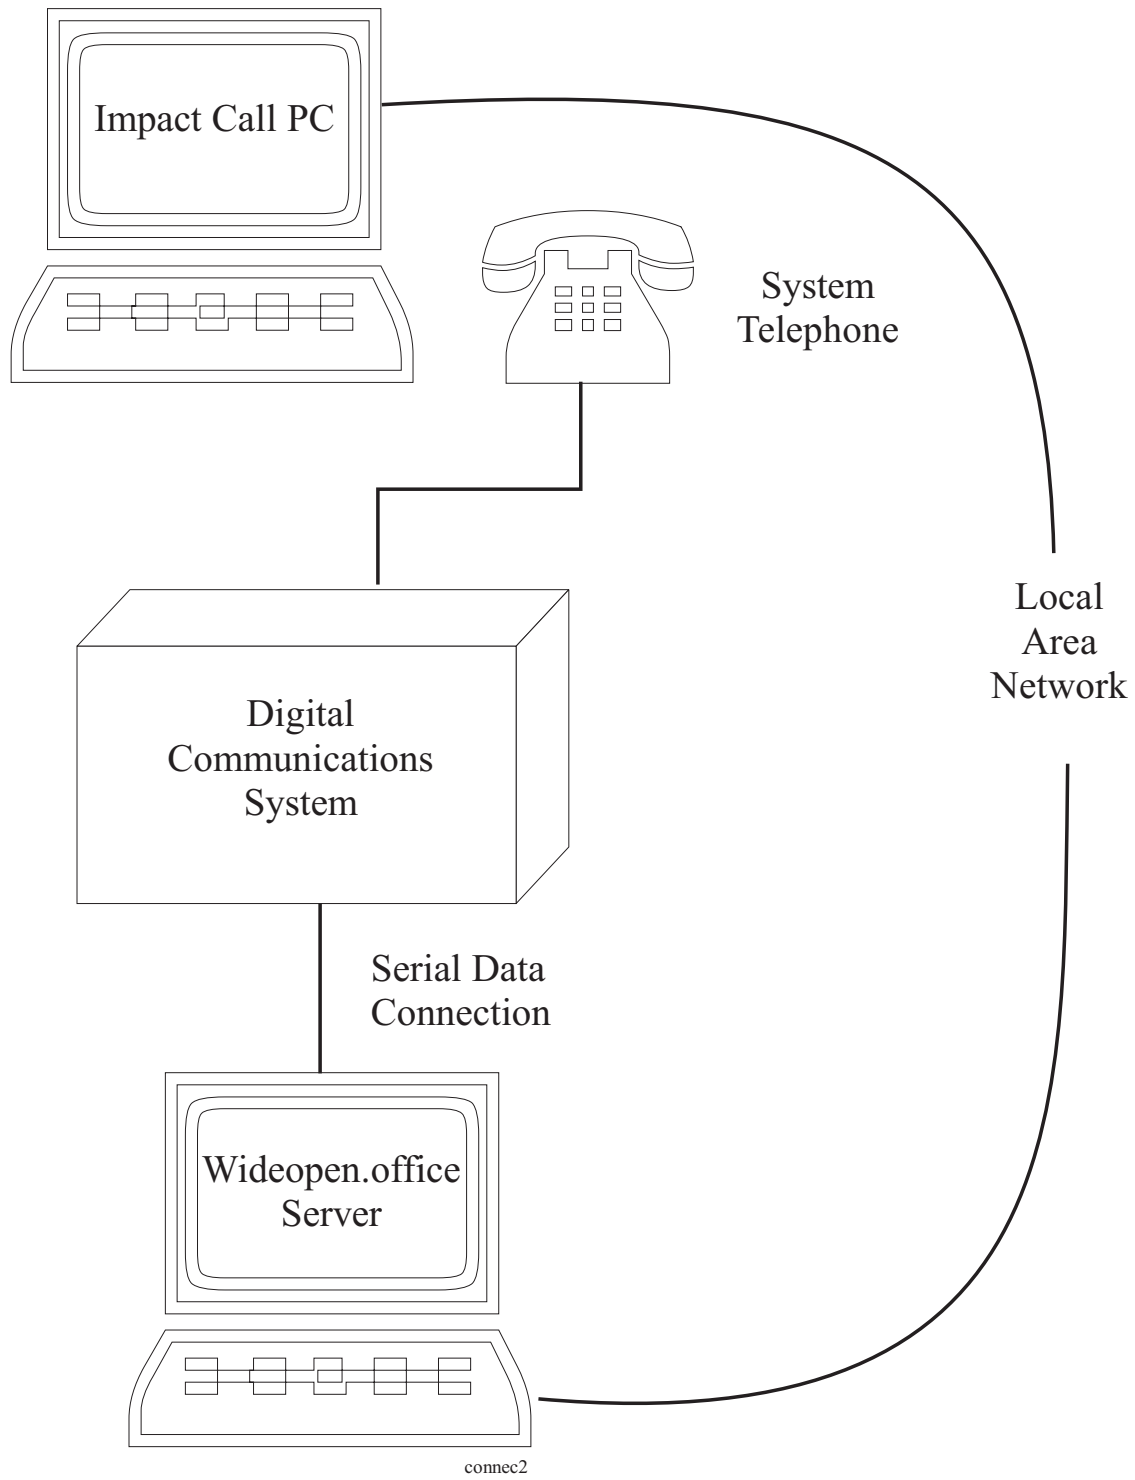 Impact Call PC
System
Telephone
Local
Area
Network
Digital
Communications
System
Serial Data
Connection
Wideopen.office
Server
connec2